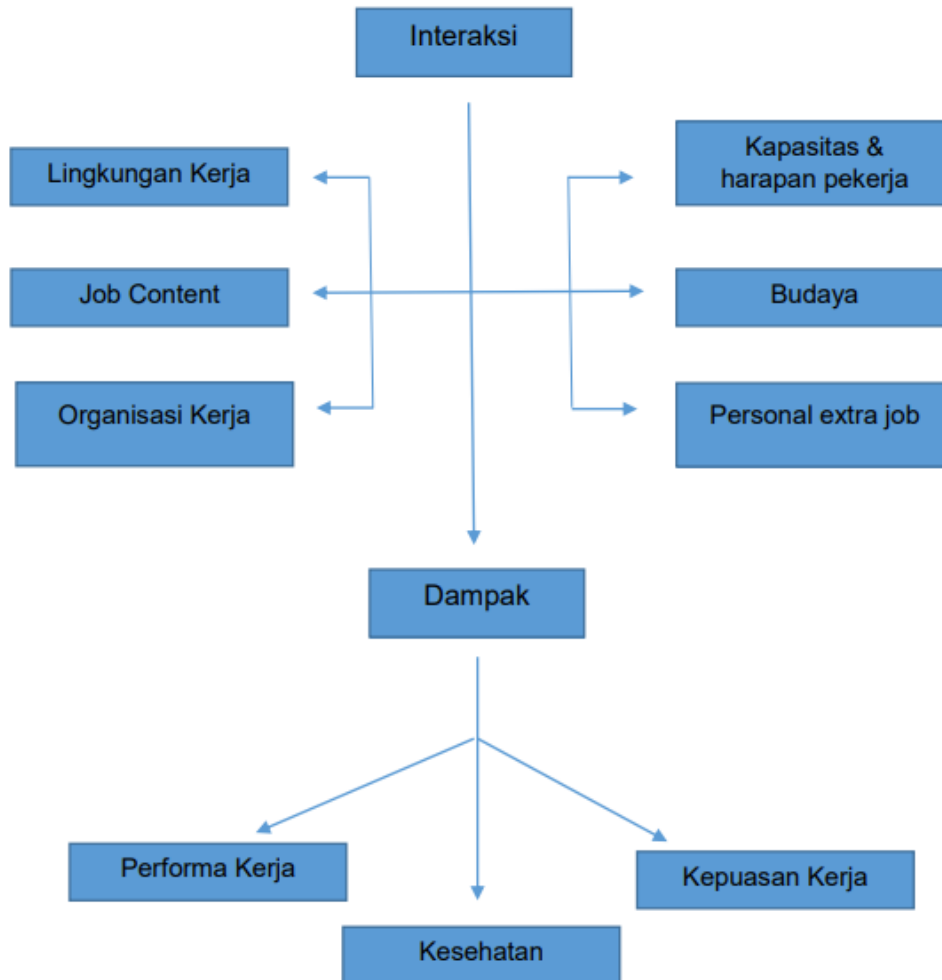 Interaksi
Lingkungan Kerja
Kapasitas &
harapan pekerja
Job Content
Budaya
Organisasi Kerja
Personal extra job
Dampak
Performa Kerja
Kepuasan Kerja
Kesehatan